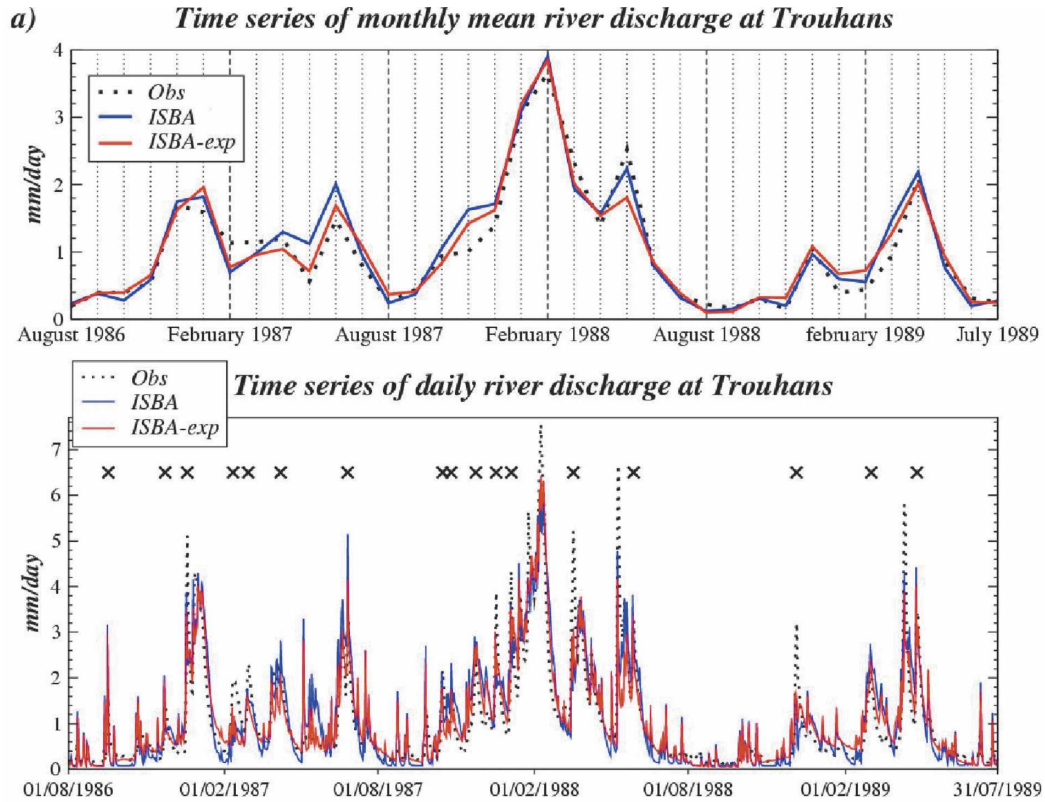 a) Time series of monthly mean river discharge at Trouhans
4
3
2
1
0
mm/day
Obs
ISBA
ISBA-exp
August 1986 February 1987 August 1987 February 1988 August 1988 february 1989 July 1989
Time series of daily river discharge at Trouhans
Obs
ISBA
ISBA-exp
7
6
5
4
3
2
1
0
mm/day
01/08/1986 01/02/1987 01/08/1987 01/02/1988 01/08/1988 01/02/1989 31/07/1989